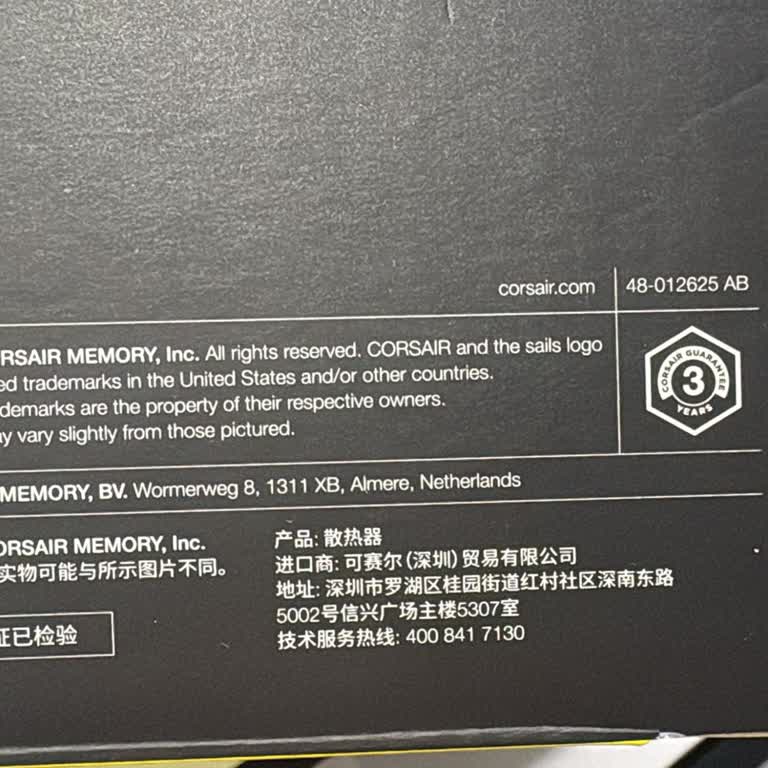 corsair.com
48-012625 AB
RSAIR MEMORY, Inc. All rights reserved. CORSAIR and the sails logo
ed trademarks in the United States and/or other countries.
demarks are the property of their respective owners.
y vary slightly from those pictured.
CORSAIR GUARANTEE
3
YEARS
MEMORY, BV. Wormerweg 8, 1311 XB, Almere, Netherlands
ORSAIR MEMORY, Inc.
实物可能与所示图片不同。
证已检验
产品: 散热器
进口商: 可赛尔(深圳)贸易有限公司
地址: 深圳市罗湖区桂园街道红村社区深南东路
5002号信兴广场主楼5307室
技术服务热线: 400 841 7130